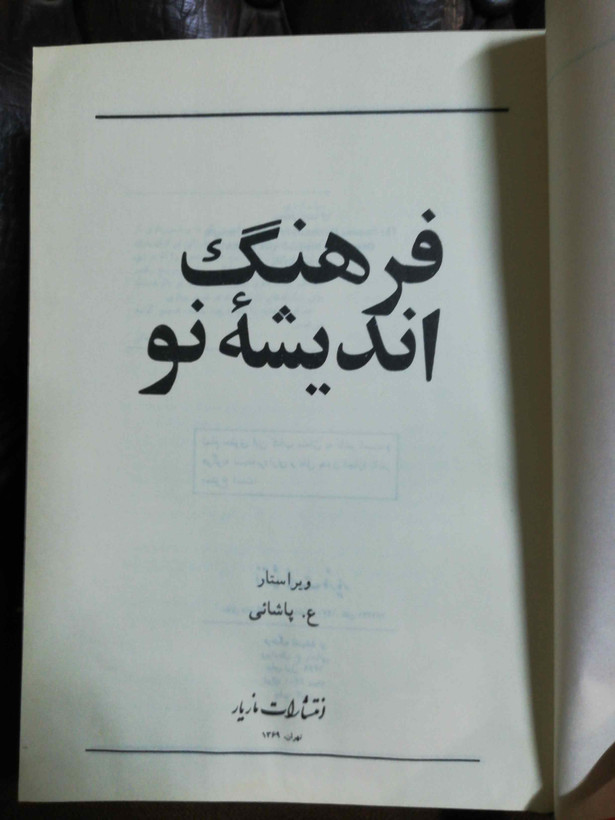 فرهنگ
اندیشهٔ نو
ویراستار
ع. پاشائی
انتشارات مازیار
تهران، ۱۳۶۹